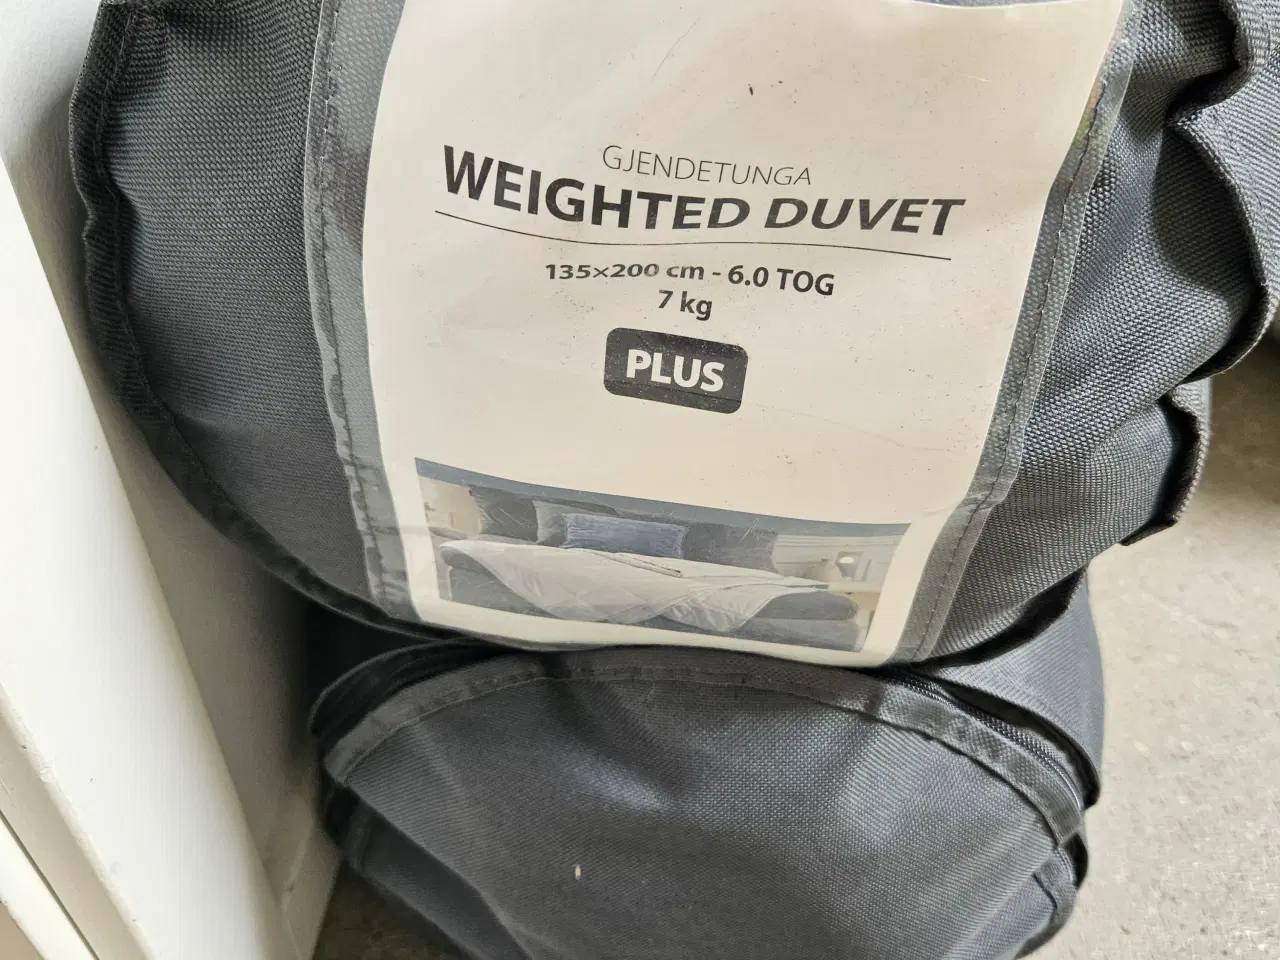 GJENDETUNGA
WEIGHTED DUVET
135×200 cm - 6.0 TOG
7 kg
PLUS